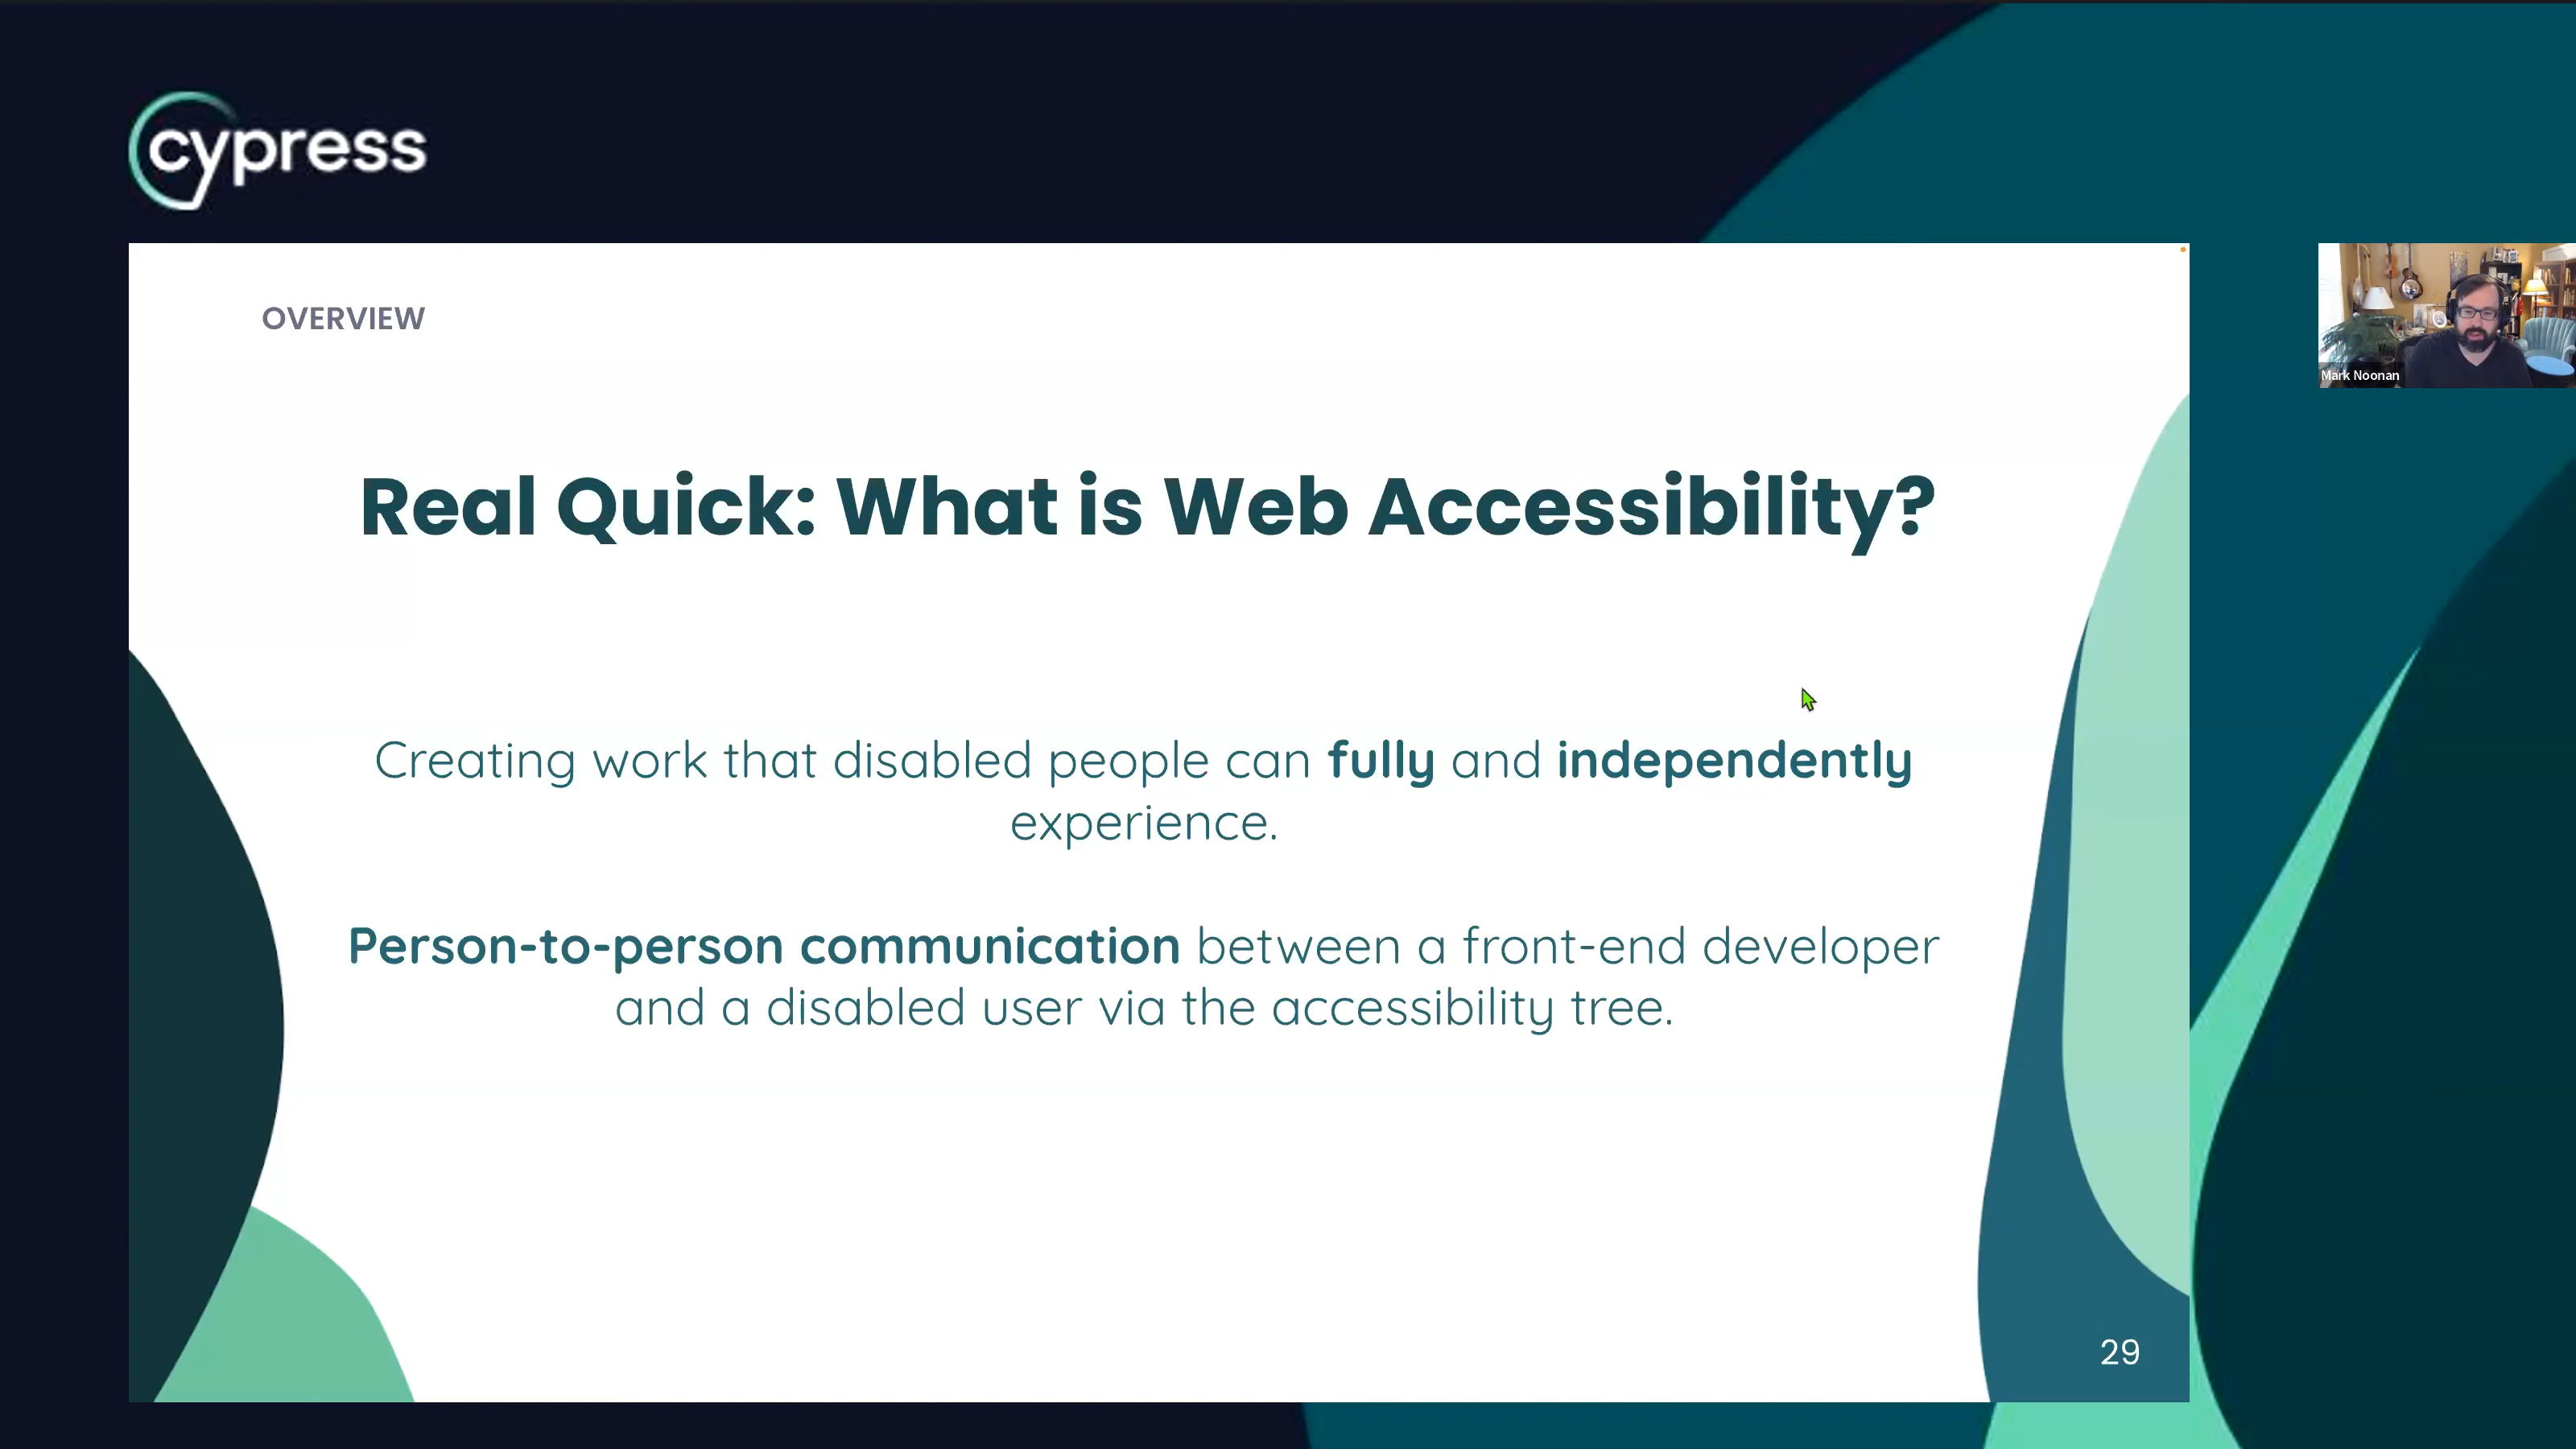 cypress
OVERVIEW
Real Quick: What is Web Accessibility?
Creating work that disabled people can fully and independently
experience.
Person-to-person communication between a front-end developer
and a disabled user via the accessibility tree.
29
Mark Noonan